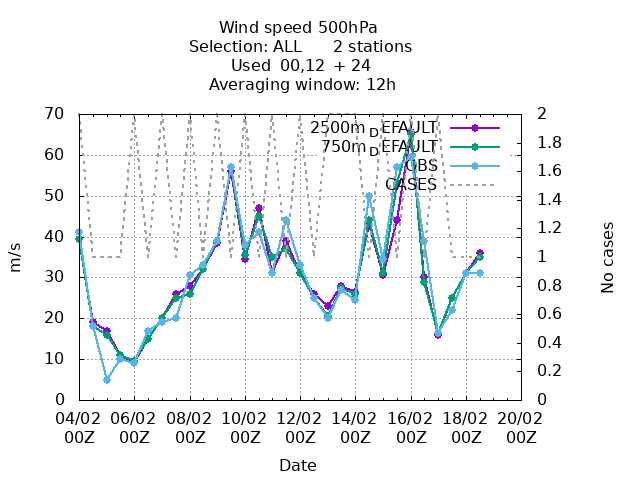 Wind speed 500hPa
Selection: ALL 2 stations
Used 00,12 + 24
Averaging window: 12h
70
60
50
40
30
20
10
0
m/s
2500m DEFAULT
750m DEFAULT
OBS
CASES
2
1.8
1.6
1.4
1.2
1
0.8
0.6
0.4
0.2
0
No cases
04/02 06/02 08/02 10/02 12/02 14/02 16/02 18/02 20/02
00Z 00Z 00Z 00Z 00Z 00Z 00Z 00Z 00Z
Date